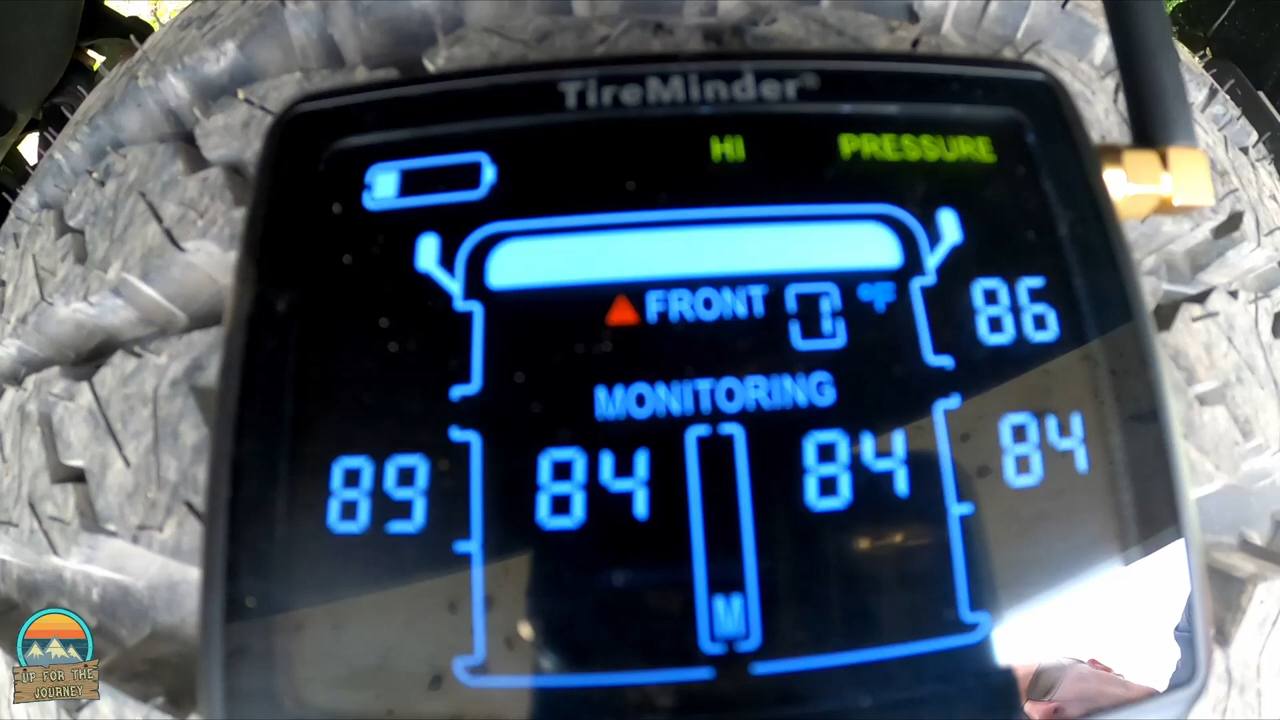 TireMinder®
HI PRESSURE
FRONT °F
86
MONITORING
89 84 84 84
M
UP FOR THE
JOURNEY